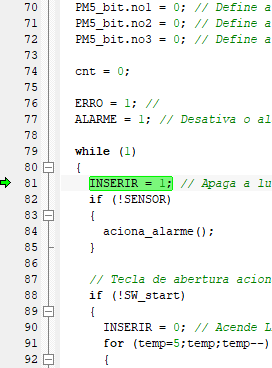 70 PM5_bit.no1 = 0; // Define a
71 PM5_bit.no2 = 0; // Define a
72 PM5_bit.no3 = 0; // Define a
73
74 cnt = 0;
75
76 ERRO = 1; //
77 ALARME = 1; // Desativa o al
78
79 while (1)
80 {
81 INSERIR = 1; // Apaga a lu
82 if (!SENSOR)
83 {
84 aciona_alarme();
85 }
86
87 // Tecla de abertura acion
88 if (!SW_start)
89 {
90 INSERIR = 0; // Acende L
91 for (temp=5;temp;temp--)
92 {